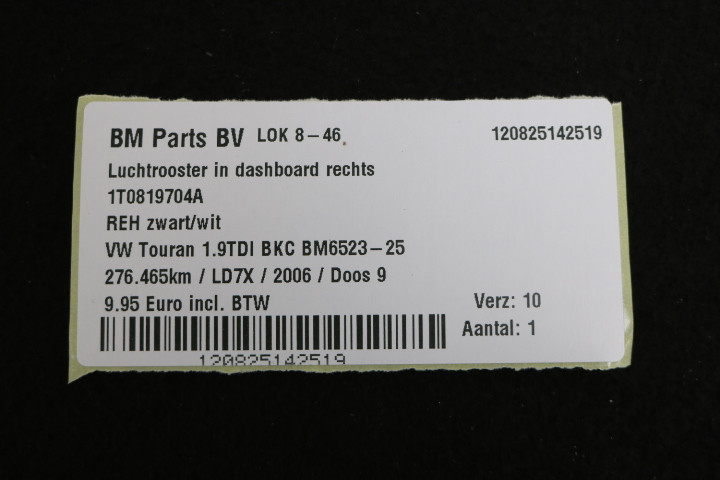 BM Parts BV LOK 8-46. 120825142519
Luchtrooster in dashboard rechts
1T0819704A
REH zwart/wit
VW Touran 1.9TDI BKC BM6523-25
276.465km / LD7X / 2006 / Doos 9
9.95 Euro incl. BTW Verz: 10
Aantal: 1
120825142519